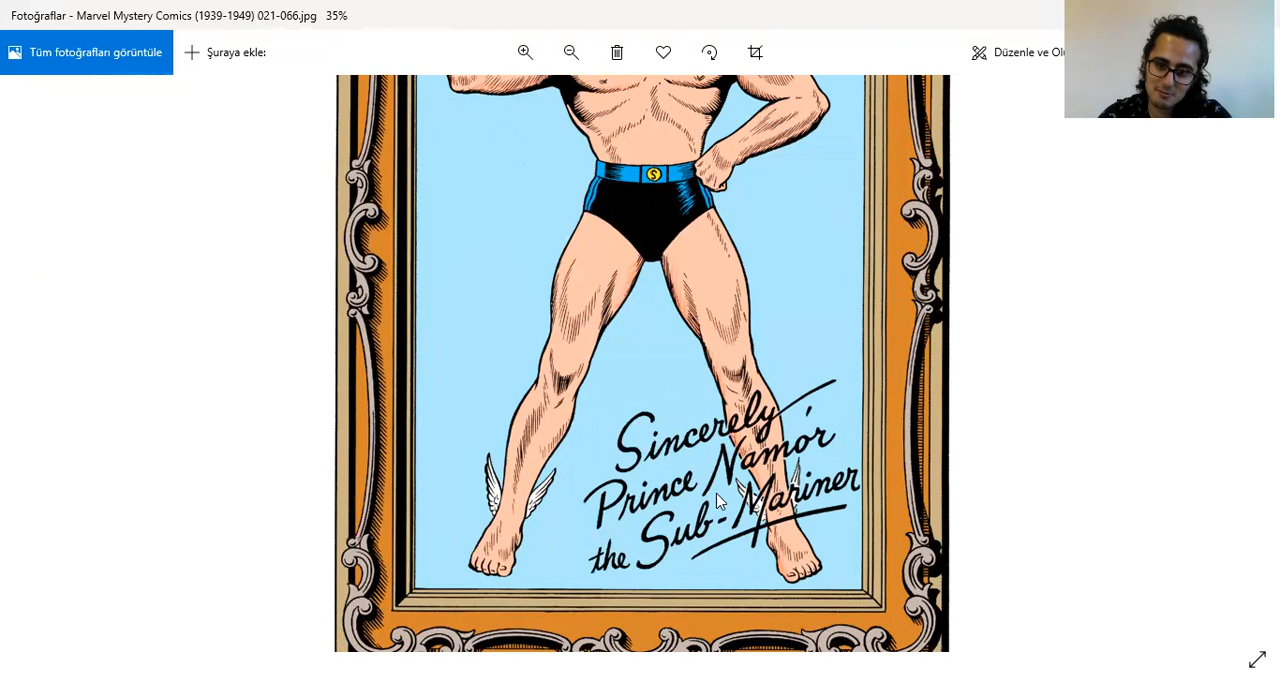 Fotoğraflar - Marvel Mystery Comics (1939-1949) 021-066.jpg 35%
Tüm fotoğrafları görüntüle
Şuraya ekle:
Düzenle ve Olu
S
Sincerely
Prince Namor
the Sub-Mariner